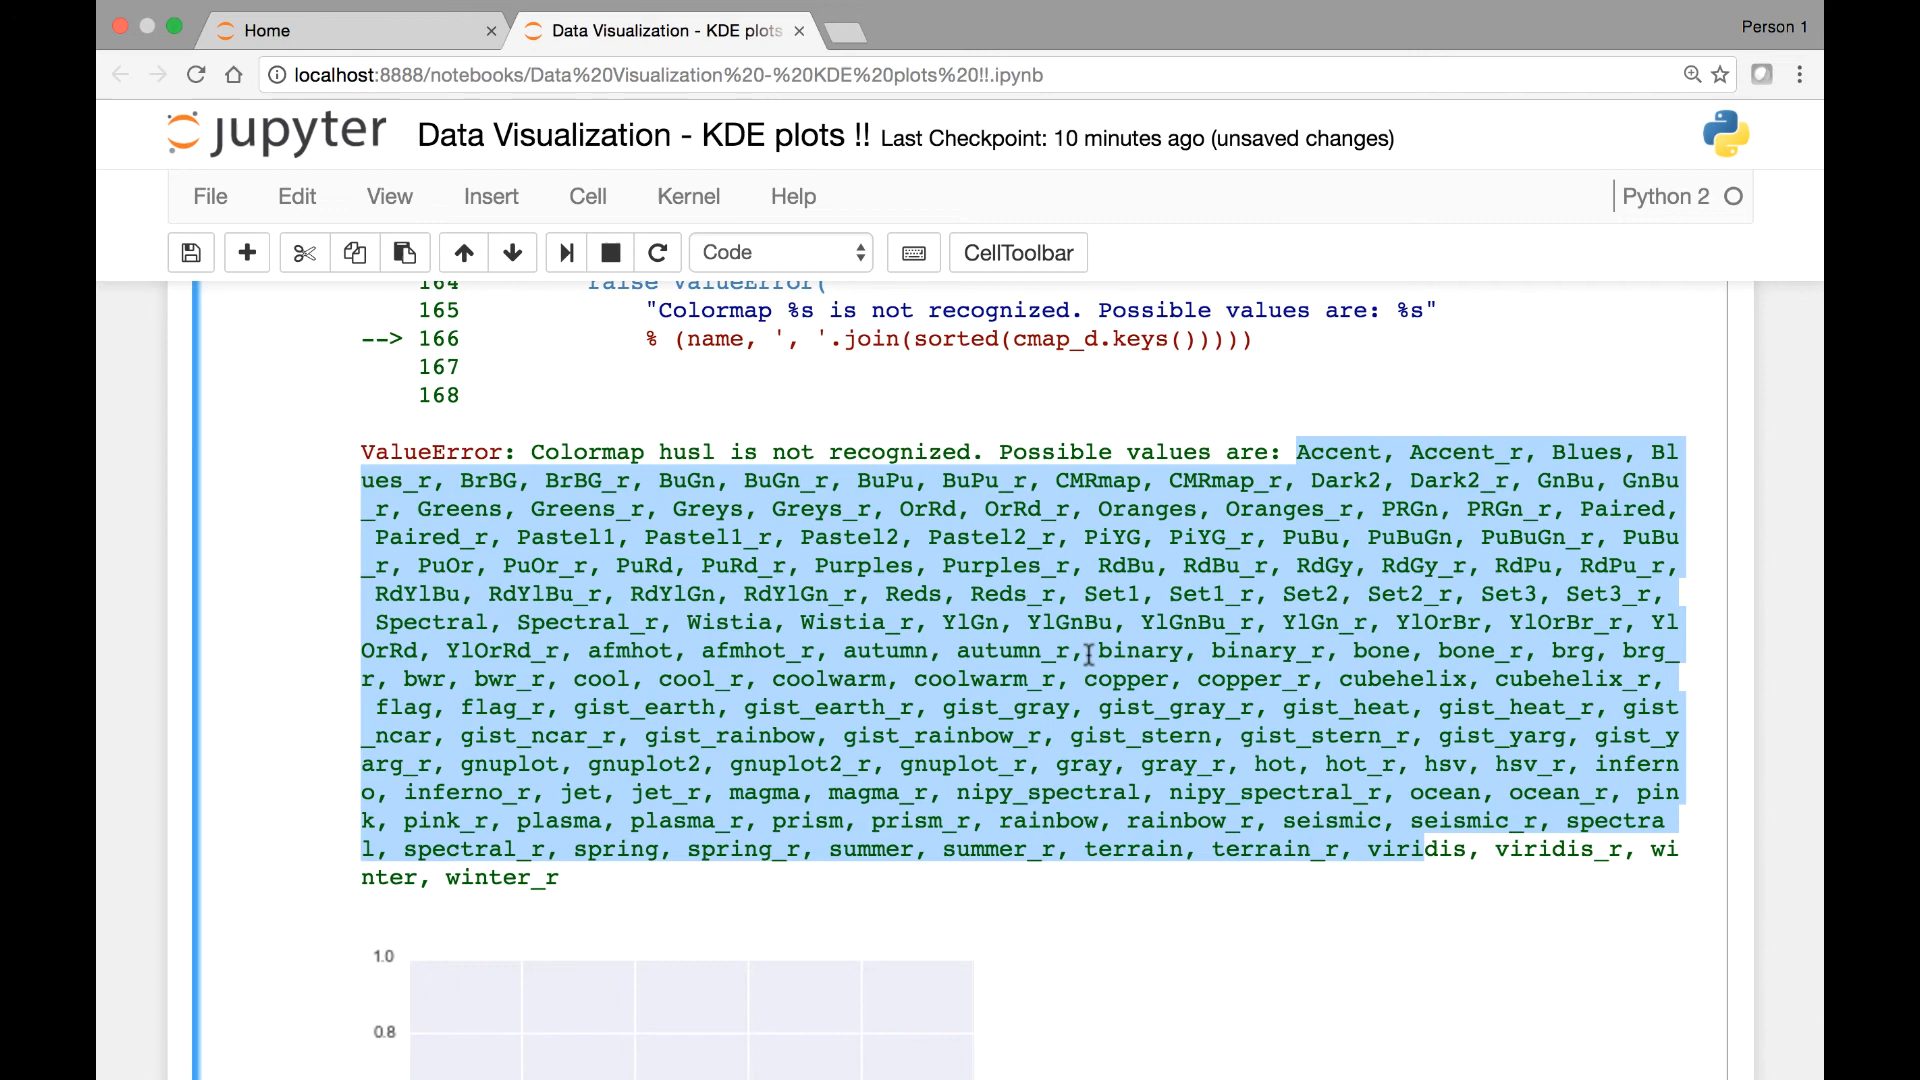 Home
Data Visualization - KDE plots
Person 1
localhost:8888/notebooks/Data%20Visualization%20-%20KDE%20plots%20!!.ipynb
jupyter Data Visualization - KDE plots !! Last Checkpoint: 10 minutes ago (unsaved changes)
File Edit View Insert Cell Kernel Help Python 2
Code CellToolbar
164 raise ValueError(
165 "Colormap %s is not recognized. Possible values are: %s"
--> 166 % (name, ', '.join(sorted(cmap_d.keys()))))
167
168
ValueError: Colormap husl is not recognized. Possible values are: Accent, Accent_r, Blues, Bl
ues_r, BrBG, BrBG_r, BuGn, BuGn_r, BuPu, BuPu_r, CMRmap, CMRmap_r, Dark2, Dark2_r, GnBu, GnBu
_r, Greens, Greens_r, Greys, Greys_r, OrRd, OrRd_r, Oranges, Oranges_r, PRGn, PRGn_r, Paired,
Paired_r, Pastel1, Pastel1_r, Pastel2, Pastel2_r, PiYG, PiYG_r, PuBu, PuBuGn, PuBuGn_r, PuBu
_r, PuOr, PuOr_r, PuRd, PuRd_r, Purples, Purples_r, RdBu, RdBu_r, RdGy, RdGy_r, RdPu, RdPu_r,
RdYlBu, RdYlBu_r, RdYlGn, RdYlGn_r, Reds, Reds_r, Set1, Set1_r, Set2, Set2_r, Set3, Set3_r,
Spectral, Spectral_r, Wistia, Wistia_r, YlGn, YlGnBu, YlGnBu_r, YlGn_r, YlOrBr, YlOrBr_r, Yl
OrRd, YlOrRd_r, afmhot, afmhot_r, autumn, autumn_r, binary, binary_r, bone, bone_r, brg, brg_
r, bwr, bwr_r, cool, cool_r, coolwarm, coolwarm_r, copper, copper_r, cubehelix, cubehelix_r,
flag, flag_r, gist_earth, gist_earth_r, gist_gray, gist_gray_r, gist_heat, gist_heat_r, gist
_ncar, gist_ncar_r, gist_rainbow, gist_rainbow_r, gist_stern, gist_stern_r, gist_yarg, gist_y
arg_r, gnuplot, gnuplot2, gnuplot2_r, gnuplot_r, gray, gray_r, hot, hot_r, hsv, hsv_r, infern
o, inferno_r, jet, jet_r, magma, magma_r, nipy_spectral, nipy_spectral_r, ocean, ocean_r, pin
k, pink_r, plasma, plasma_r, prism, prism_r, rainbow, rainbow_r, seismic, seismic_r, spectra
l, spectral_r, spring, spring_r, summer, summer_r, terrain, terrain_r, viridis, viridis_r, wi
nter, winter_r
1.0
0.8